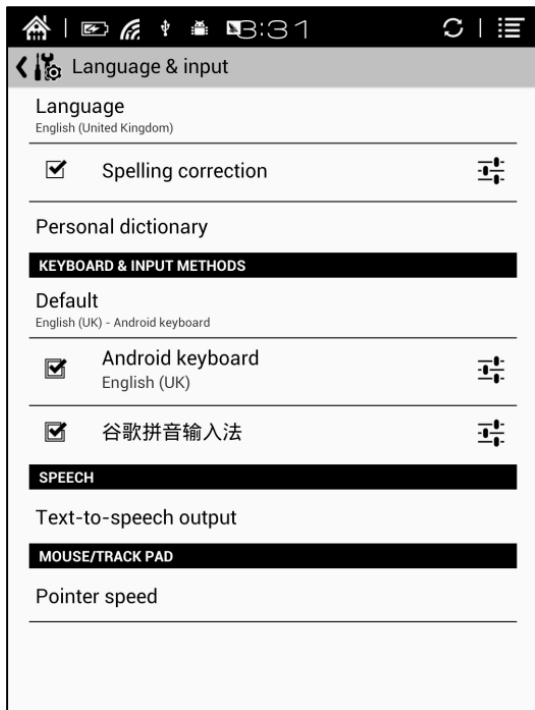 3:31
Language & input
Language
English (United Kingdom)
Spelling correction
Personal dictionary
KEYBOARD & INPUT METHODS
Default
English (UK) - Android keyboard
Android keyboard
English (UK)
谷歌拼音输入法
SPEECH
Text-to-speech output
MOUSE/TRACK PAD
Pointer speed